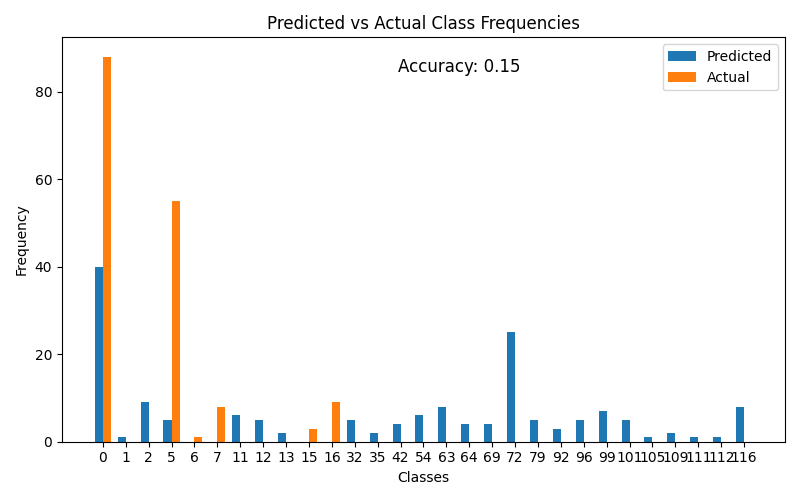 Predicted vs Actual Class Frequencies
Accuracy: 0.15
Predicted
Actual
Frequency
80
60
40
20
0
0 1 2 5 6 7 11 12 13 15 16 32 35 42 54 63 64 69 72 79 92 96 99 101 105 109 111 112 116
Classes